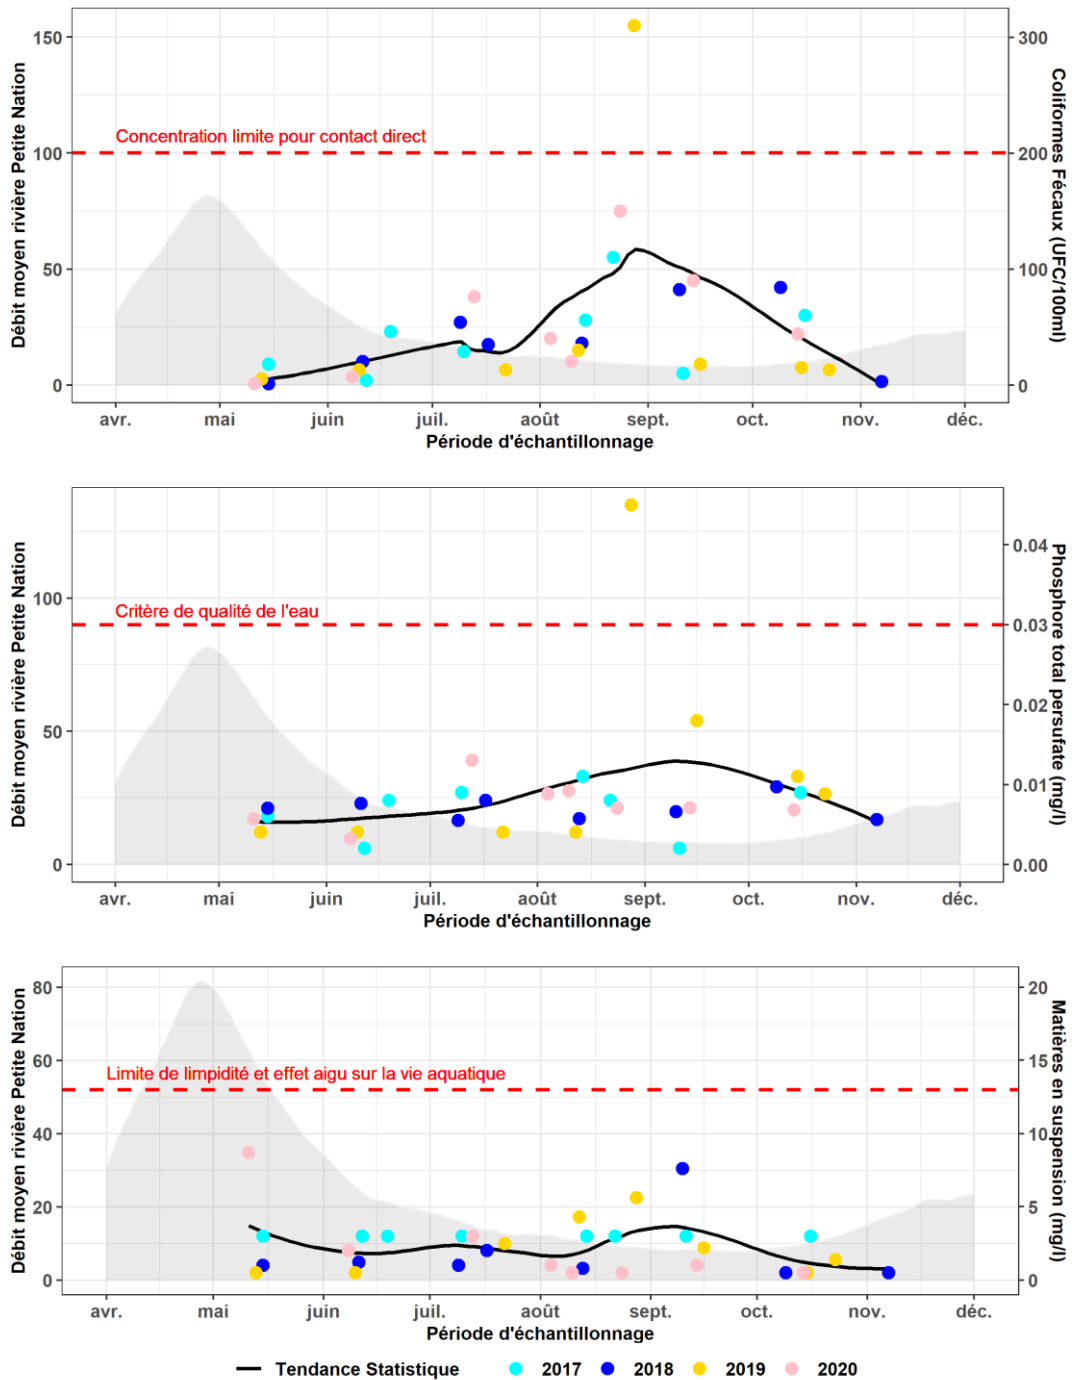 150
100
50
0
Débit moyen rivière Petite Nation
Concentration limite pour contact direct
300
200
100
0
Coliformes Fécaux (UFC/100ml)
avr. mai juin juil. août sept. oct. nov. déc.
Période d'échantillonnage
100
50
0
Débit moyen rivière Petite Nation
Critère de qualité de l'eau
0.04
0.03
0.02
0.01
0.00
Phosphore total persufate (mg/l)
avr. mai juin juil. août sept. oct. nov. déc.
Période d'échantillonnage
80
60
40
20
0
Débit moyen rivière Petite Nation
Limite de limpidité et effet aigu sur la vie aquatique
20
15
10
5
0
Matières en suspension (mg/l)
avr. mai juin juil. août sept. oct. nov. déc.
Période d'échantillonnage
Tendance Statistique 2017 2018 2019 2020